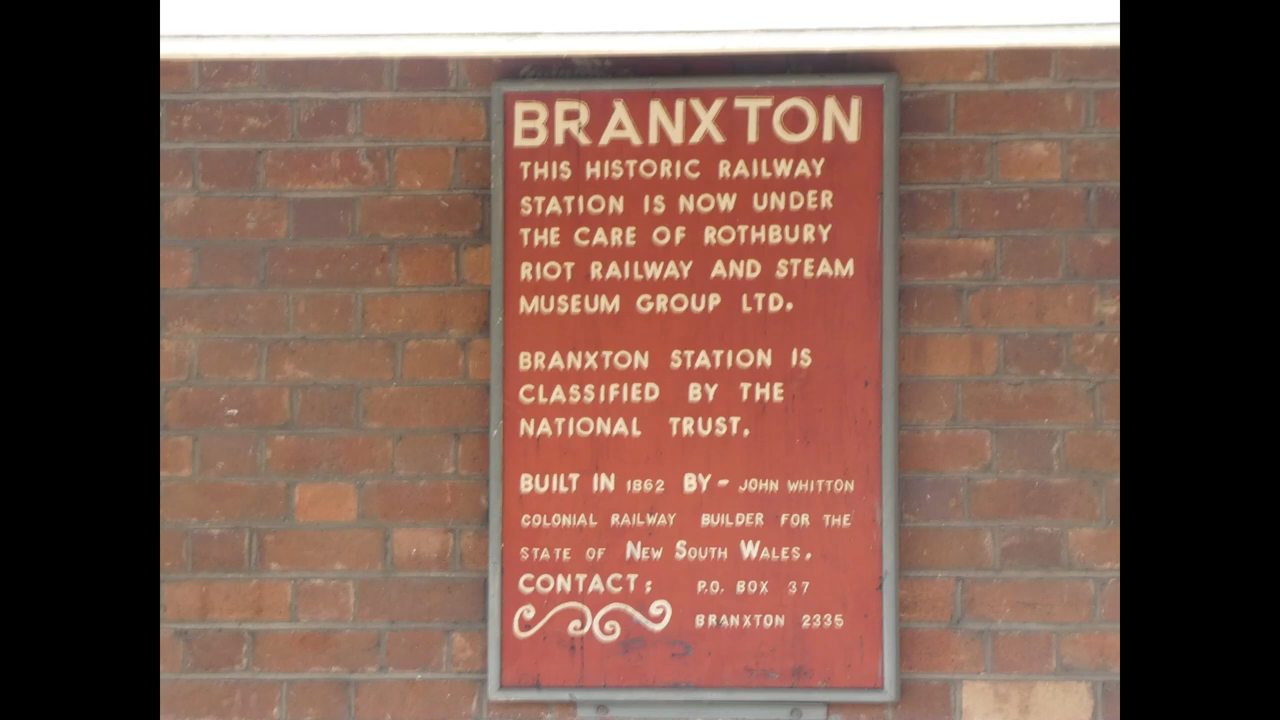 BRANXTON
THIS HISTORIC RAILWAY
STATION IS NOW UNDER
THE CARE OF ROTHBURY
RIOT RAILWAY AND STEAM
MUSEUM GROUP LTD.
BRANXTON STATION IS
CLASSIFIED BY THE
NATIONAL TRUST.
BUILT IN 1862 BY- JOHN WHITTON
COLONIAL RAILWAY BUILDER FOR THE
STATE OF NEW SOUTH WALES.
CONTACT: P.O. BOX 37
BRANXTON 2335